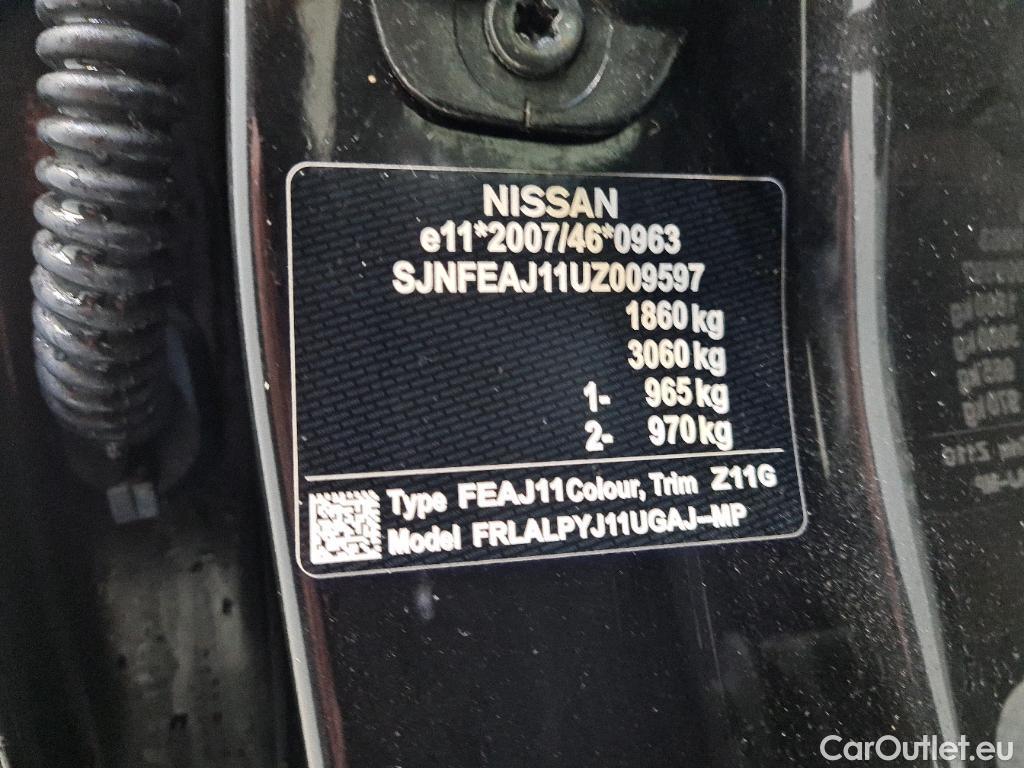 NISSAN
e11*2007/46*0963
SJNFEAJ11UZ009597
1860 kg
3060 kg
1- 965 kg
2- 970 kg
Type FEAJ11 Colour, Trim Z11G
Model FRLALPYJ11UGAJ--MP
CarOutlet.eu